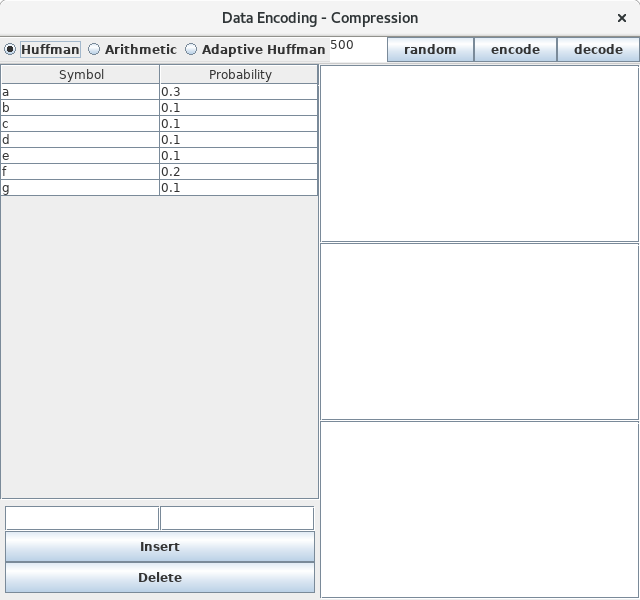 Data Encoding - Compression ×
Huffman Arithmetic Adaptive Huffman 500 random encode decode
Symbol Probability
a 0.3
b 0.1
c 0.1
d 0.1
e 0.1
f 0.2
g 0.1
Insert
Delete